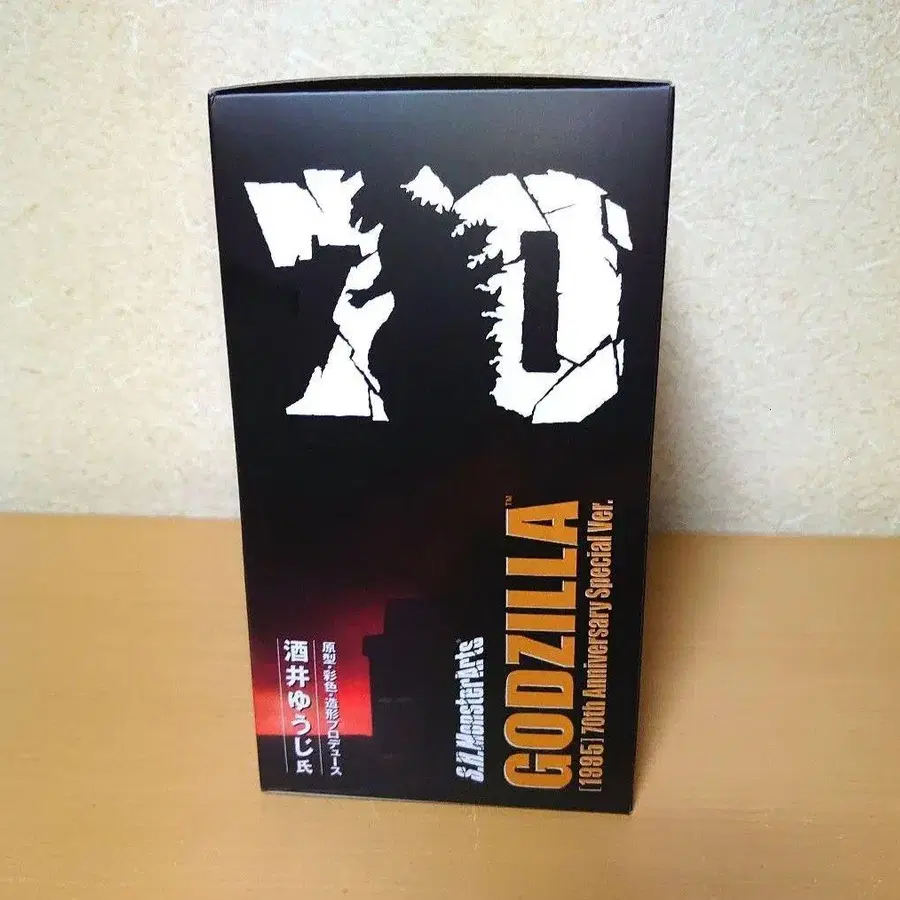 70
S.H.MonsterArts
GODZILLA™
[1995] 70th Anniversary Special Ver.
原型・彩色・造形プロデュース
酒井ゆうじ 氏